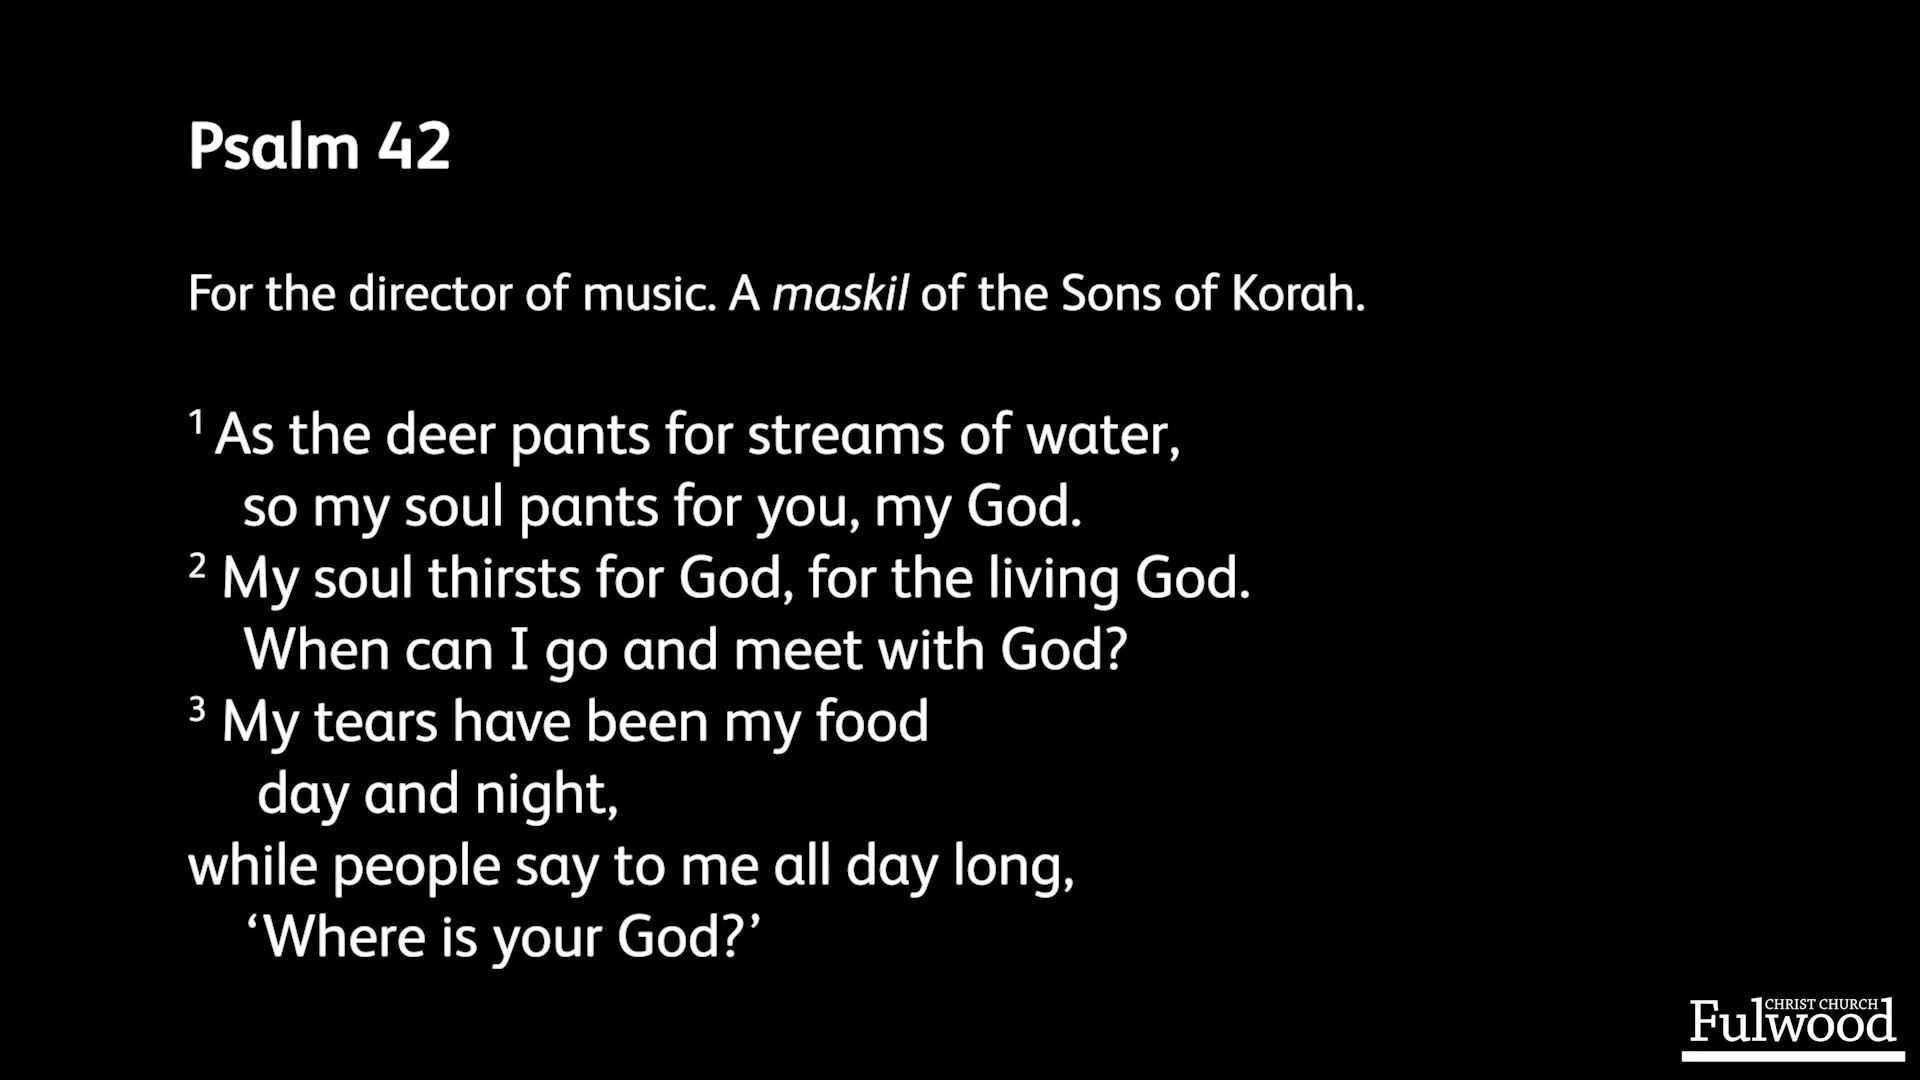 Psalm 42
For the director of music. A maskil of the Sons of Korah.
1 As the deer pants for streams of water,
so my soul pants for you, my God.
2 My soul thirsts for God, for the living God.
When can I go and meet with God?
3 My tears have been my food
day and night,
while people say to me all day long,
‘Where is your God?’
CHRIST CHURCH
Fulwood